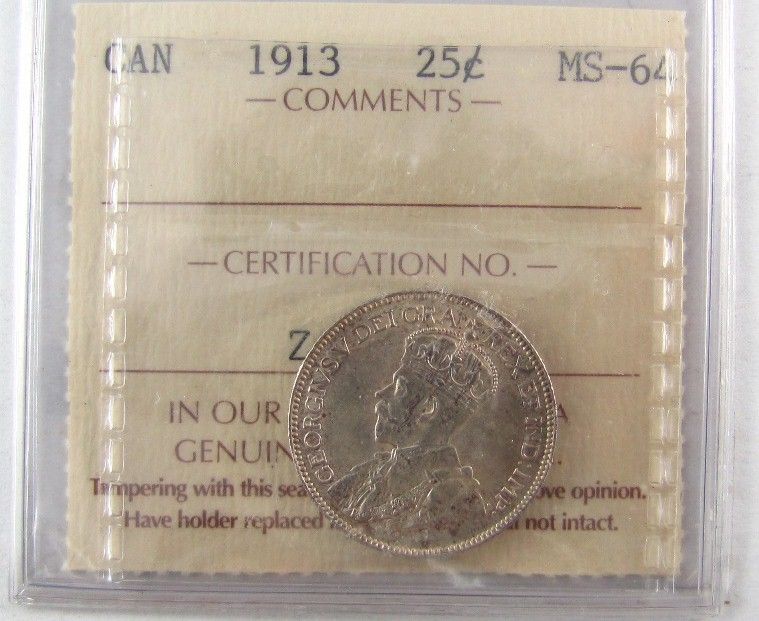 CAN 1913 25¢ MS-64
— COMMENTS —
— CERTIFICATION NO. —
Z
IN OUR A
GENUIN .
Tampering with this sea ove opinion.
Have holder replaced not intact.
GEORGIVS V DEI GRA: REX ET IND:IMP: